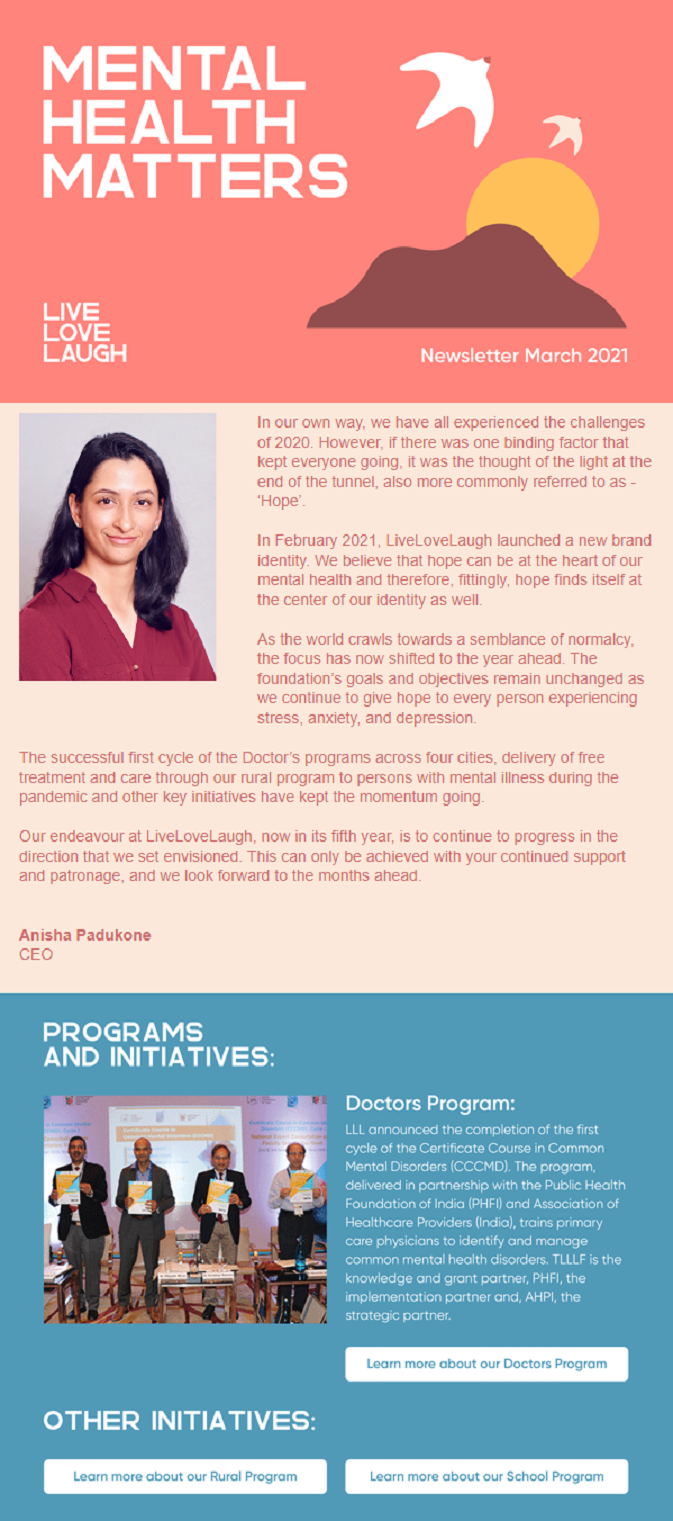 MENTAL
HEALTH
MATTERS
LIVE
LOVE
LAUGH
Newsletter March 2021
In our own way, we have all experienced the challenges
of 2020. However, if there was one binding factor that
kept everyone going, it was the thought of the light at the
end of the tunnel, also more commonly referred to as -
‘Hope’.
In February 2021, LiveLoveLaugh launched a new brand
identity. We believe that hope can be at the heart of our
mental health and therefore, fittingly, hope finds itself at
the center of our identity as well.
As the world crawls towards a semblance of normalcy,
the focus has now shifted to the year ahead. The
foundation's goals and objectives remain unchanged as
we continue to give hope to every person experiencing
stress, anxiety, and depression.
The successful first cycle of the Doctor's programs across four cities, delivery of free
treatment and care through our rural program to persons with mental illness during the
pandemic and other key initiatives have kept the momentum going.
Our endeavour at LiveLoveLaugh, now in its fifth year, is to continue to progress in the
direction that we set envisioned. This can only be achieved with your continued support
and patronage, and we look forward to the months ahead.
Anisha Padukone
CEO
PROGRAMS
AND INITIATIVES:
Certificate Course in
Doctors Program:
LLL announced the completion of the first
cycle of the Certificate Course in Common
Mental Disorders (CCCMD). The program,
delivered in partnership with the Public Health
Foundation of India (PHFI) and Association of
Healthcare Providers (India), trains primary
care physicians to identify and manage
common mental health disorders. TLLLF is the
knowledge and grant partner, PHFI, the
implementation partner and, AHPI, the
strategic partner.
Learn more about our Doctors Program
OTHER INITIATIVES:
Learn more about our Rural Program
Learn more about our School Program